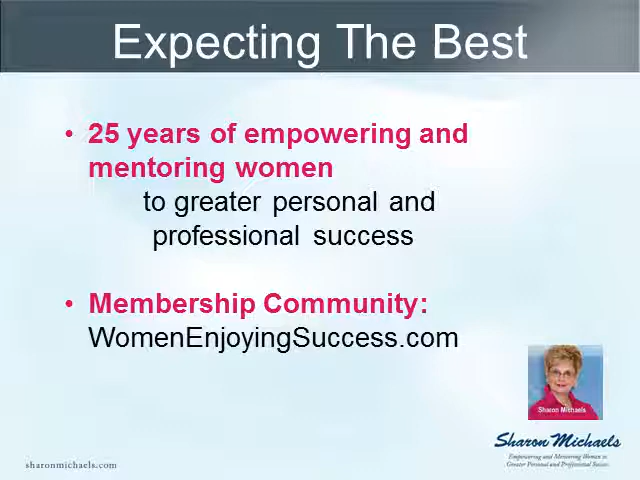 Expecting The Best
• 25 years of empowering and
mentoring women
to greater personal and
professional success
• Membership Community:
WomenEnjoyingSuccess.com
Sharon Michaels
Sharon Michaels
Empowering and Mentoring Women to
Greater Personal and Professional Success
sharonmichaels.com